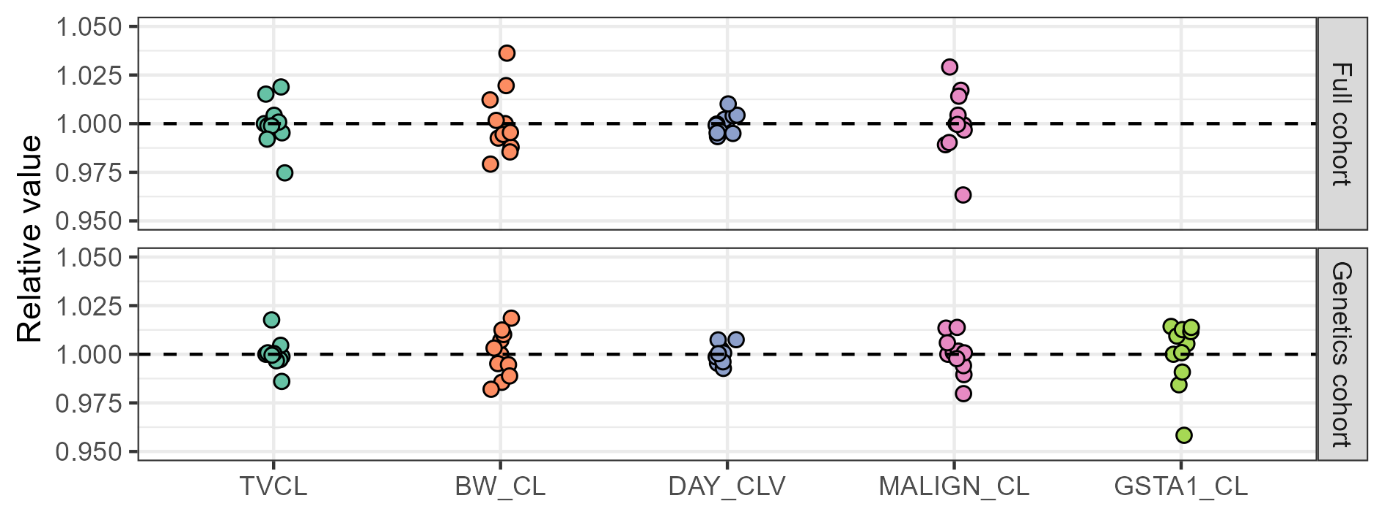 Relative value
1.050
1.025
1.000
0.975
0.950
Full cohort
1.050
1.025
1.000
0.975
0.950
Genetics cohort
TVCL BW_CL DAY_CLV MALIGN_CL GSTA1_CL